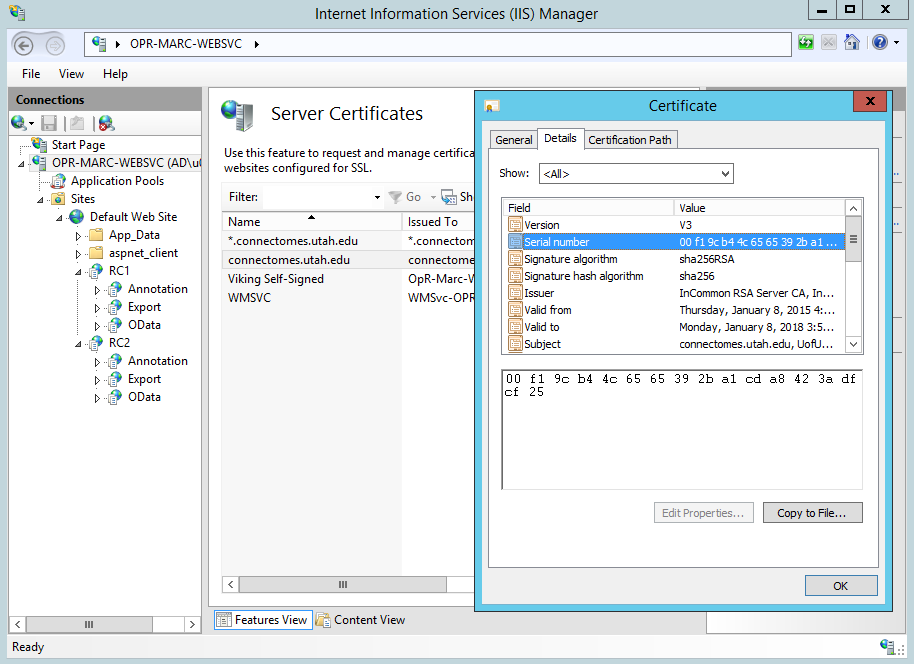 Internet Information Services (IIS) Manager
OPR-MARC-WEBSVC
File View Help
Connections
Start Page
OPR-MARC-WEBSVC (AD\u0
Application Pools
Sites
Default Web Site
App_Data
aspnet_client
RC1
Annotation
Export
OData
RC2
Annotation
Export
OData
Server Certificates
Use this feature to request and manage certifica
websites configured for SSL.
Filter: Go Sh
Name Issued To
*.connectomes.utah.edu *.connectomes
connectomes.utah.edu connectomes
Viking Self-Signed OpR-Marc-W
WMSVC WMSvc-OPR
Features View Content View
Certificate
General Details Certification Path
Show: <All>
Field Value
Version V3
Serial number 00 f1 9c b4 4c 65 65 39 2b a1 ...
Signature algorithm sha256RSA
Signature hash algorithm sha256
Issuer InCommon RSA Server CA, In...
Valid from Thursday, January 8, 2015 4:...
Valid to Monday, January 8, 2018 3:5...
Subject connectomes.utah.edu, UofU...
00 f1 9c b4 4c 65 65 39 2b a1 cd a8 42 3a df
cf 25
Edit Properties... Copy to File...
OK
Ready